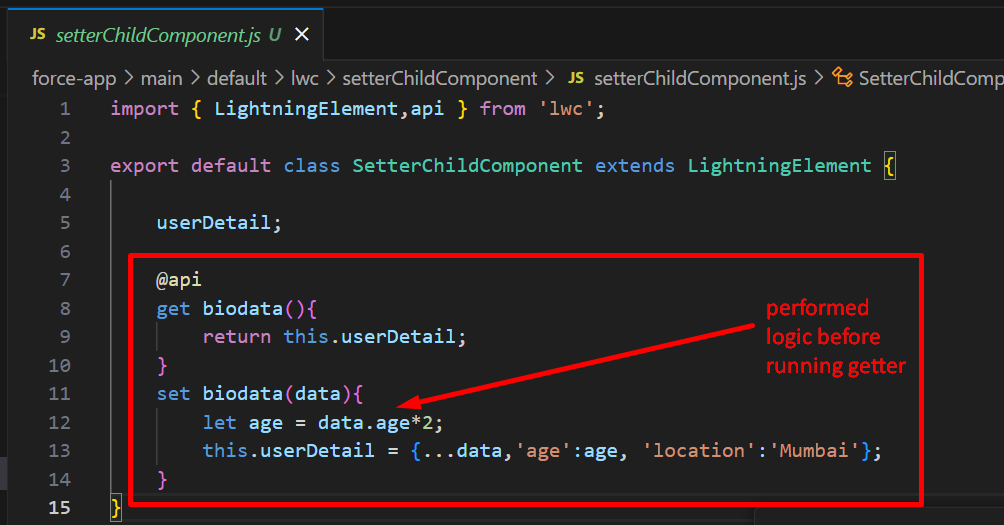 JS setterChildComponent.js U ×
force-app > main > default > lwc > setterChildComponent > JS setterChildComponent.js > SetterChildComp
1 import { LightningElement,api } from 'lwc';
2
3 export default class SetterChildComponent extends LightningElement {
4
5 userDetail;
6
7 @api
8 get biodata(){
9 return this.userDetail;
10 }
11 set biodata(data){
12 let age = data.age*2;
13 this.userDetail = {...data,'age':age, 'location':'Mumbai'};
14 }
15 }
performed
logic before
running getter